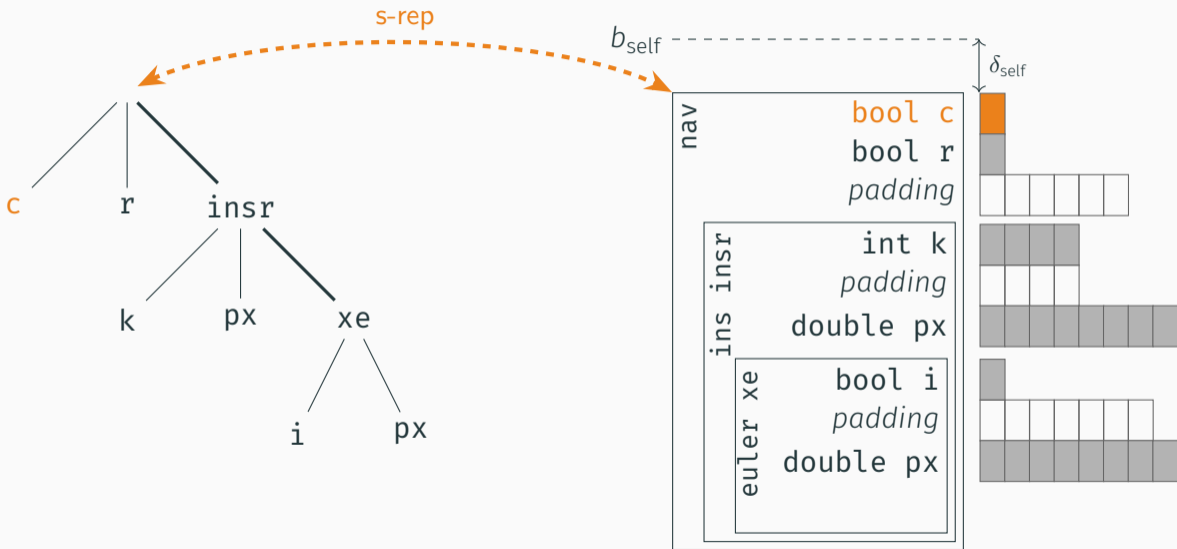 s-rep
b_self
δ_self
c
r
insr
k
px
xe
i
px
nav
bool c
bool r
padding
ins insr
int k
padding
double px
euler xe
bool i
padding
double px